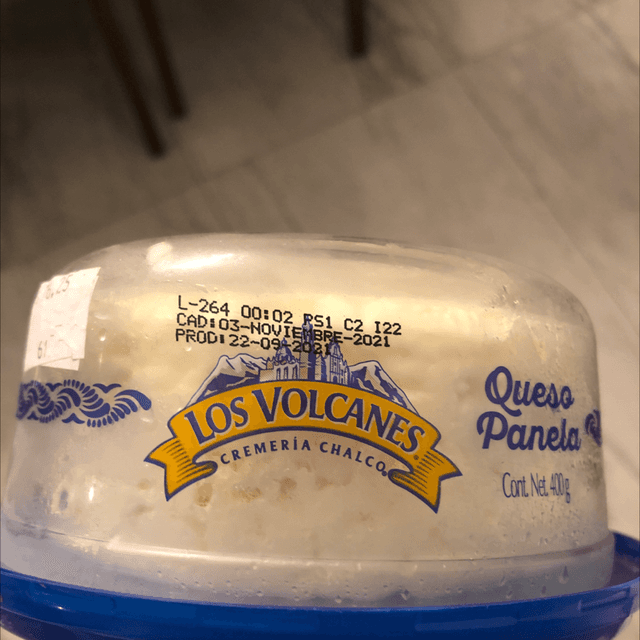 L-264 00:02 PS1 C2 I22
CAD:03-NOVIEMBRE-2021
PROD:22-09-2021
LOS VOLCANES
CREMERÍA CHALCO
Queso
Panela
Cont. Net. 400 g